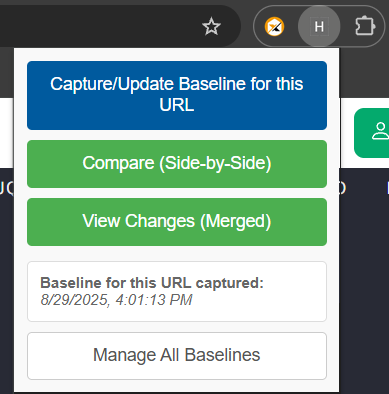 H
Capture/Update Baseline for this
URL
Compare (Side-by-Side)
View Changes (Merged)
Baseline for this URL captured:
8/29/2025, 4:01:13 PM
Manage All Baselines